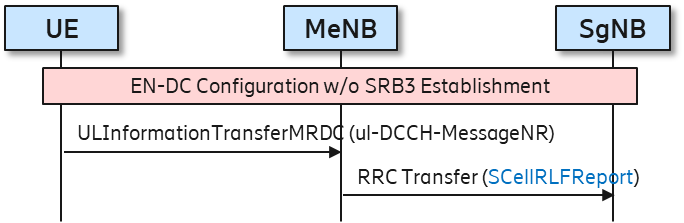 UE
MeNB
SgNB
EN-DC Configuration w/o SRB3 Establishment
ULInformationTransferMRDC (ul-DCCH-MessageNR)
RRC Transfer (SCellRLFReport)